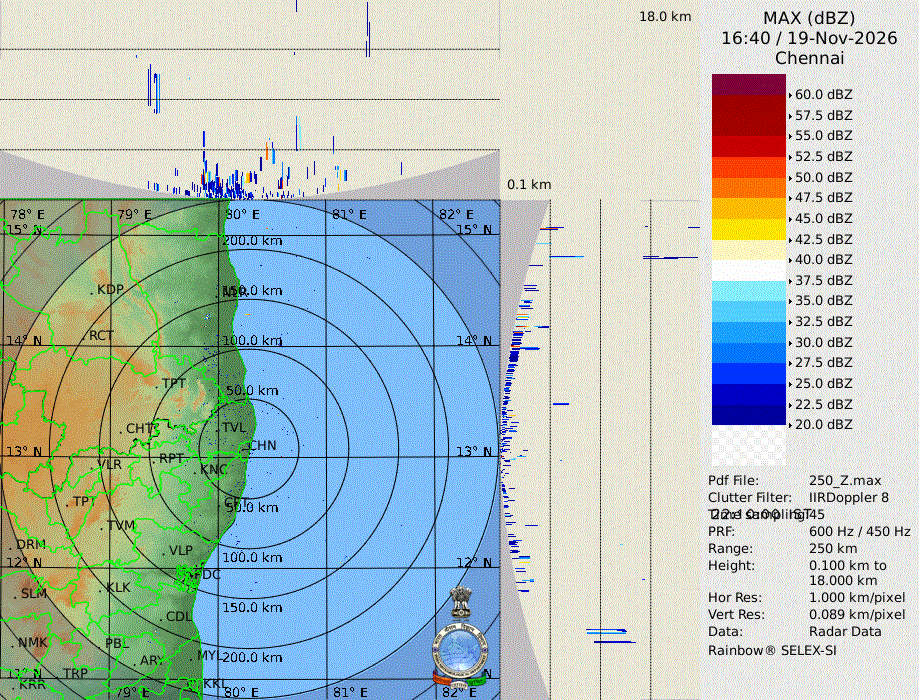 18.0 km
0.1 km
MAX (dBZ)
16:40 / 19-Nov-2026
Chennai
60.0 dBZ
57.5 dBZ
55.0 dBZ
52.5 dBZ
50.0 dBZ
47.5 dBZ
45.0 dBZ
42.5 dBZ
40.0 dBZ
37.5 dBZ
35.0 dBZ
32.5 dBZ
30.0 dBZ
27.5 dBZ
25.0 dBZ
22.5 dBZ
20.0 dBZ
Pdf File: 250_Z.max
Clutter Filter: IIRDoppler 8
Time sampling: 45
PRF: 600 Hz / 450 Hz
Range: 250 km
Height: 0.100 km to
18.000 km
Hor Res: 1.000 km/pixel
Vert Res: 0.089 km/pixel
Data: Radar Data
Rainbow® SELEX-SI
78° E 79° E 80° E 81° E 82° E
15° N 15° N
200.0 km
KDP
150.0 km
RCT
14° N 100.0 km 14° N
TPT
50.0 km
CHT TVL
CHN
13° N 13° N
VLR RPT
KNC
TPT
50.0 km
TVM
DRM
VLP
100.0 km
12° N 12° N
PDC
KLK
SLM
150.0 km
CDL
NMK PBL
ARY MYL 200.0 km
TRP
KRR KKL
79° E 80° E 81° E 82° E